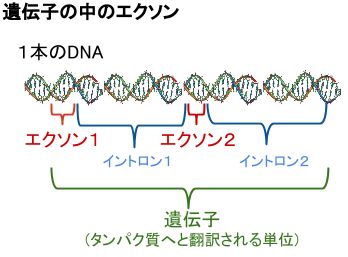 遺伝子の中のエクソン
１本のDNA
エクソン１
エクソン２
イントロン１
イントロン２
遺伝子
（タンパク質へと翻訳される単位）